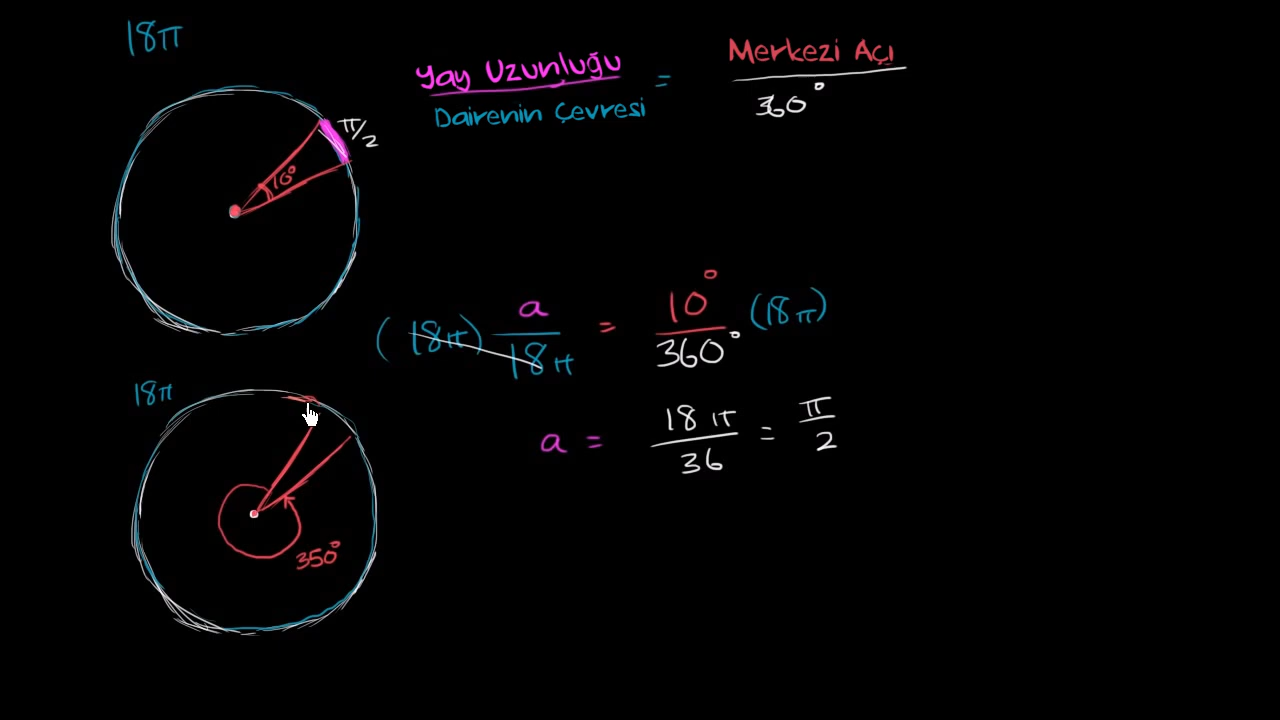 18π
Yay Uzunluğu / Dairenin Çevresi = Merkezi Açı / 360°
π/2
10°
(18π) a / 18π = 10° / 360° (18π)
18π
a = 18π / 36 = π / 2
350°